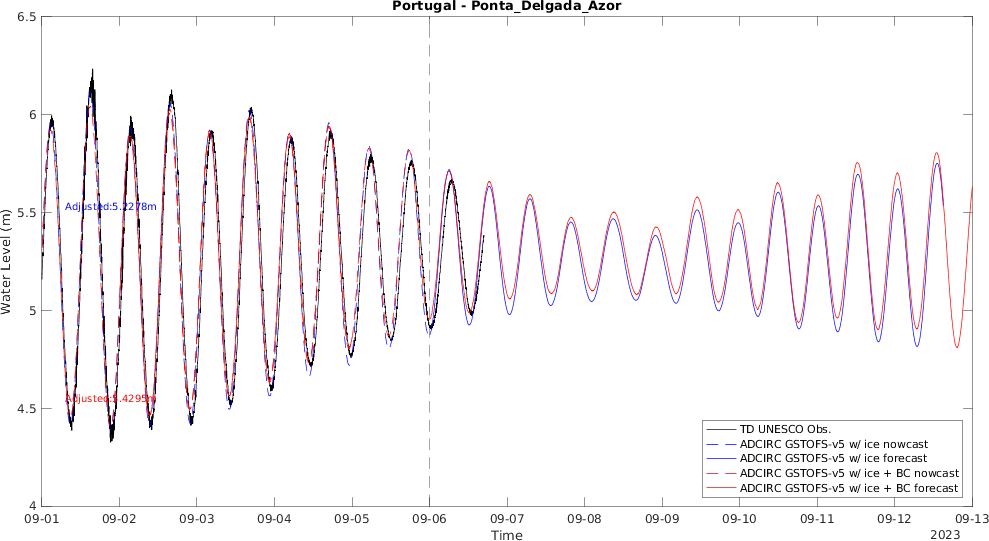 Portugal - Ponta_Delgada_Azor
6.5
6
5.5
5
4.5
4
Water Level (m)
Adjusted:5.2278m
Adjusted:5.4295m
TD UNESCO Obs.
ADCIRC GSTOFS-v5 w/ ice nowcast
ADCIRC GSTOFS-v5 w/ ice forecast
ADCIRC GSTOFS-v5 w/ ice + BC nowcast
ADCIRC GSTOFS-v5 w/ ice + BC forecast
09-01 09-02 09-03 09-04 09-05 09-06 09-07 09-08 09-09 09-10 09-11 09-12 09-13
Time
2023